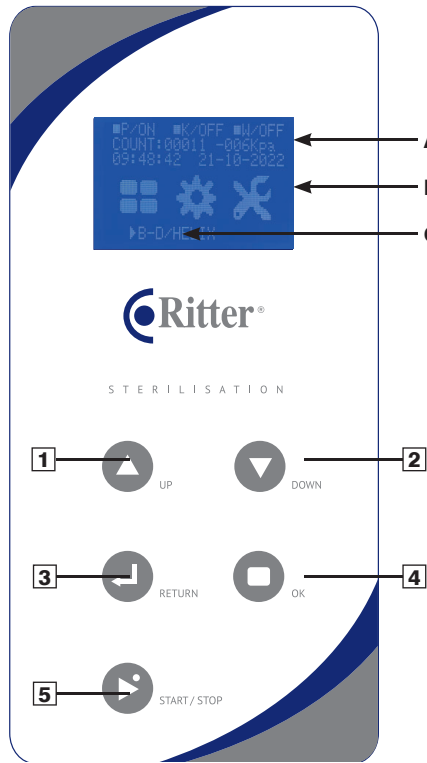 ■P/ON ■K/OFF ■W/OFF
COUNT:00011 -006Kpa
09:48:42 21-10-2022
▶B-D/HELIX
Ritter®
STERILISATION
1
UP
2
DOWN
3
RETURN
4
OK
5
START / STOP